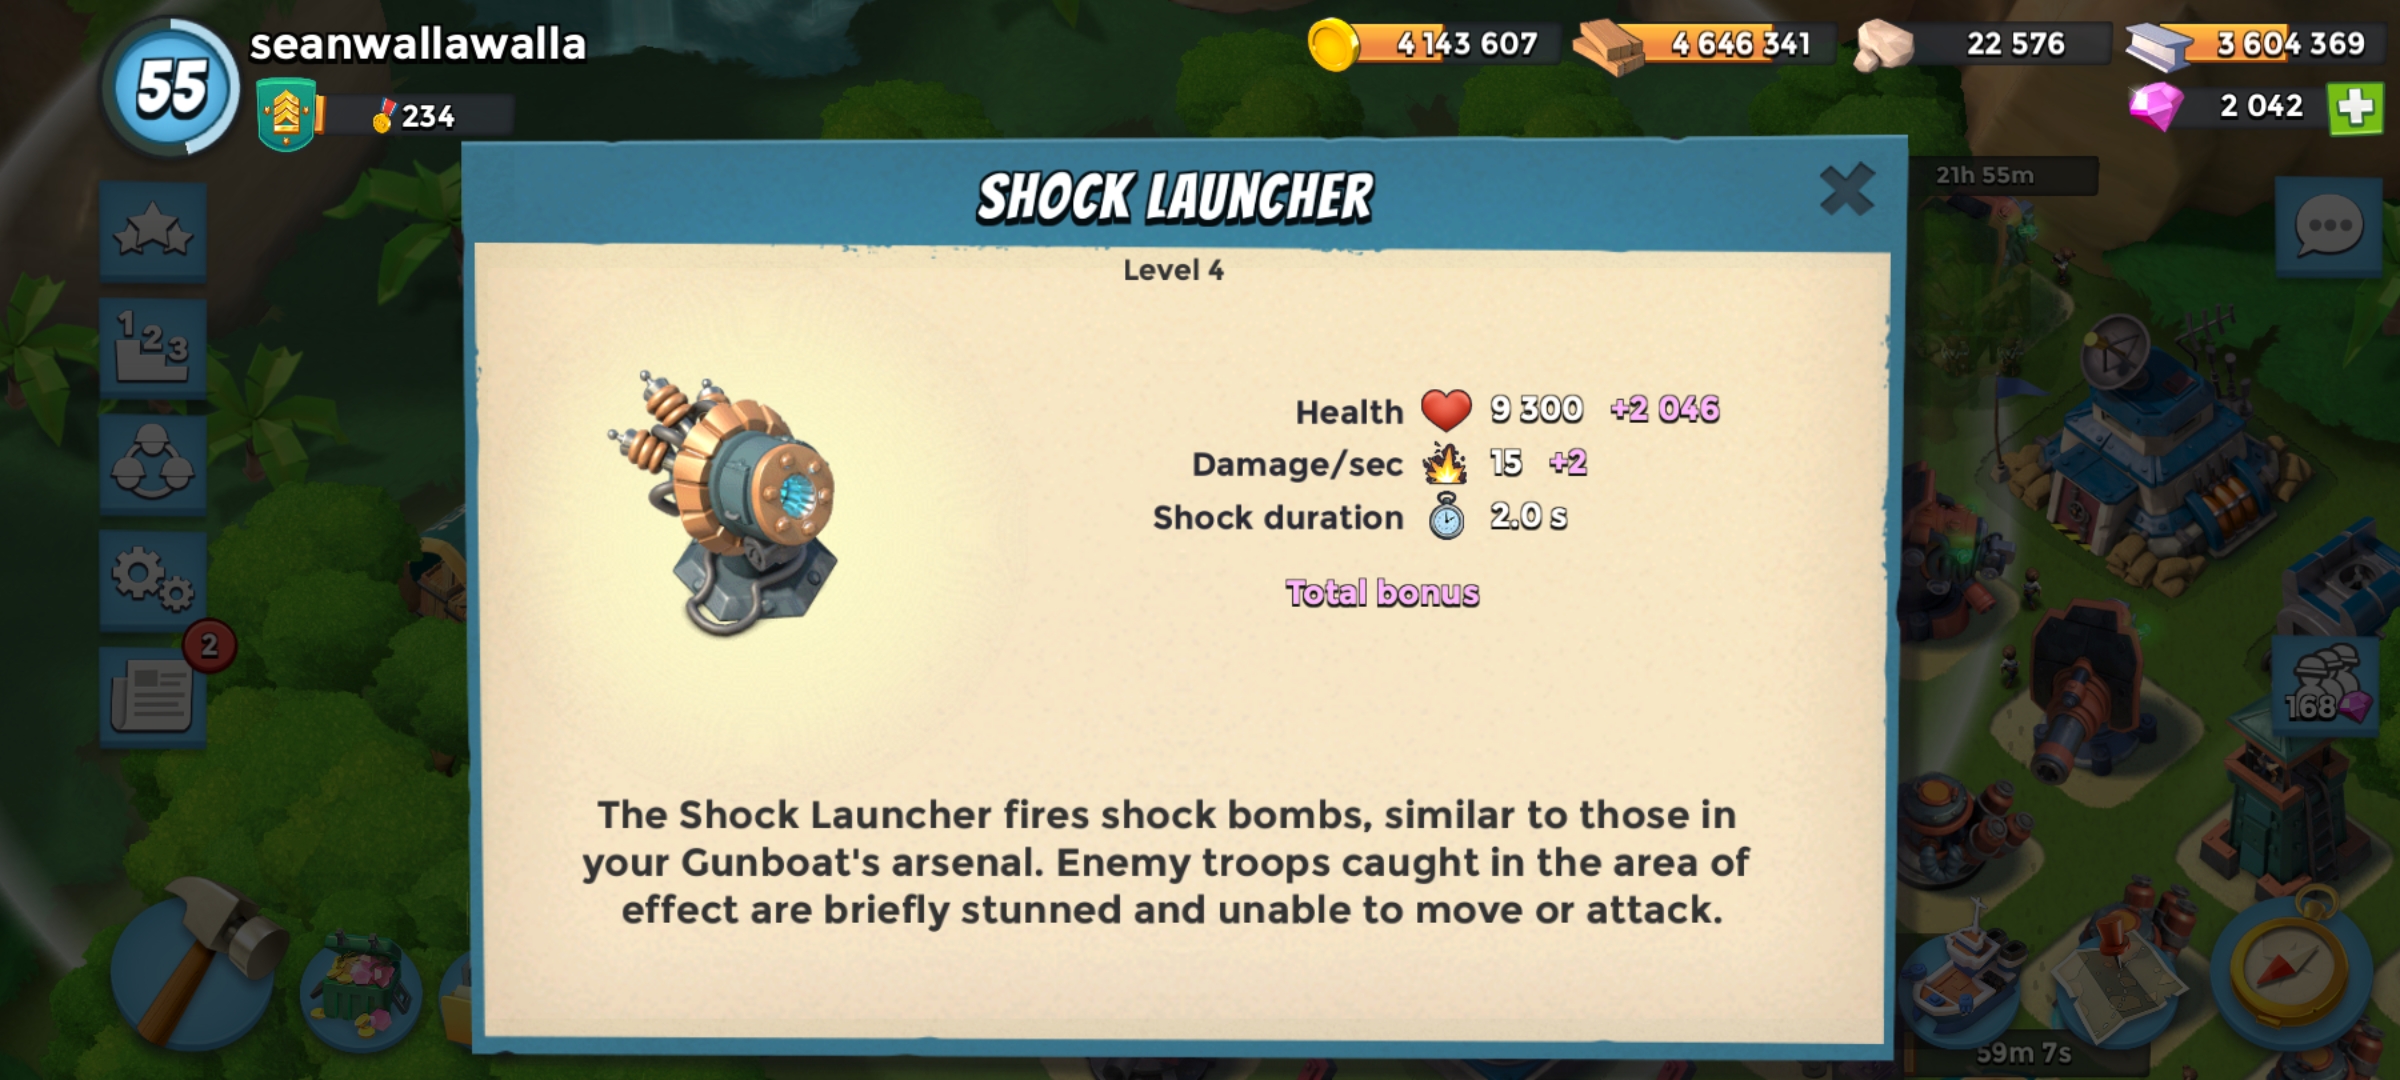 55
seanwallawalla
234
4 143 607
4 646 341
22 576
3 604 369
2 042
21h 55m
SHOCK LAUNCHER
Level 4
Health 9 300 +2 046
Damage/sec 15 +2
Shock duration 2.0 s
Total bonus
The Shock Launcher fires shock bombs, similar to those in
your Gunboat's arsenal. Enemy troops caught in the area of
effect are briefly stunned and unable to move or attack.
1 2 3
2
168
59m 7s